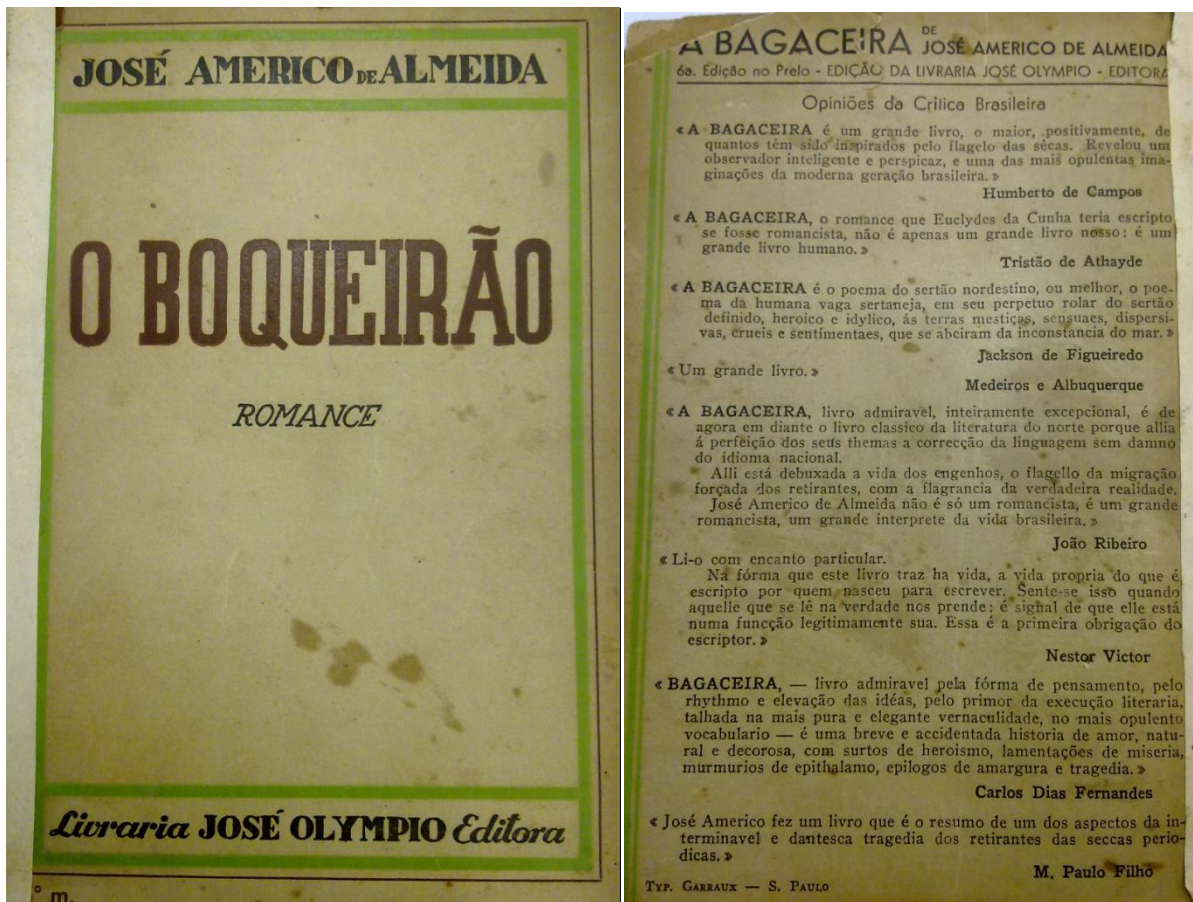 JOSÉ AMERICO DE ALMEIDA
O BOQUEIRÃO
ROMANCE
Livraria JOSÉ OLYMPIO Editora
º m.
A BAGACEIRA DE JOSÉ AMERICO DE ALMEIDA
6a. Edição no Prelo - EDIÇÃO DA LIVRARIA JOSÉ OLYMPIO - EDITORA
Opiniões da Critica Brasileira
«A BAGACEIRA é um grande livro, o maior, positivamente, de
quantos têm sido inspirados pelo flagelo das sêcas. Revelou um
observador inteligente e perspicaz, e uma das mais opulentas ima-
ginações da moderna geração brasileira.»
Humberto de Campos
«A BAGACEIRA, o romance que Euclydes da Cunha teria escripto
se fosse romancista, não é apenas um grande livro nosso: é um
grande livro humano.»
Tristão de Athayde
«A BAGACEIRA é o poema do sertão nordestino, ou melhor, o poe-
ma da humana vaga sertaneja, em seu perpetuo rolar do sertão
definido, heroico e idylico, ás terras mestiças, sensuaes, dispersi-
vas, crueis e sentimentaes, que se abeiram da inconstancia do mar.»
Jackson de Figueiredo
«Um grande livro.»
Medeiros e Albuquerque
«A BAGACEIRA, livro admiravel, inteiramente excepcional, é de
agora em diante o livro classico da literatura do norte porque allia
á perfeição dos seus themas a correcção da linguagem sem damno
do idioma nacional.
Alli está debuxada a vida dos engenhos, o flagello da migração
forçada dos retirantes, com a flagrancia da verdadeira realidade.
José Americo de Almeida não é só um romancista, é um grande
romancista, um grande interprete da vida brasileira.»
João Ribeiro
«Li-o com encanto particular.
Na fórma que este livro traz ha vida, a vida propria do que é
escripto por quem nasceu para escrever. Sente-se isso quando
aquelle que se lê na verdade nos prende: é signal de que elle está
numa funcção legitimamente sua. Essa é a primeira obrigação do
escriptor.»
Nestor Victor
«BAGACEIRA, — livro admiravel pela fórma de pensamento, pelo
rhythmo e elevação das idéas, pelo primor da execução literaria,
talhada na mais pura e elegante vernaculidade, no mais opulento
vocabulario — é uma breve e accidentada historia de amor, natu-
ral e decorosa, com surtos de heroismo, lamentações de miseria,
murmurios de epithalamo, epilogos de amargura e tragedia.»
Carlos Dias Fernandes
«José Americo fez um livro que é o resumo de um dos aspectos da in-
terminavel e dantesca tragedia dos retirantes das seccas perio-
dicas.»
M. Paulo Filho
TYP. GARRAUX — S. PAULO